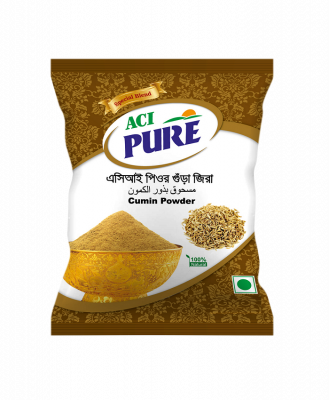 Special Blend
ACI
PURE
এসিআই পিওর গুঁড়া জিরা
مسحوق بذور الكمون
Cumin Powder
100%
Natural